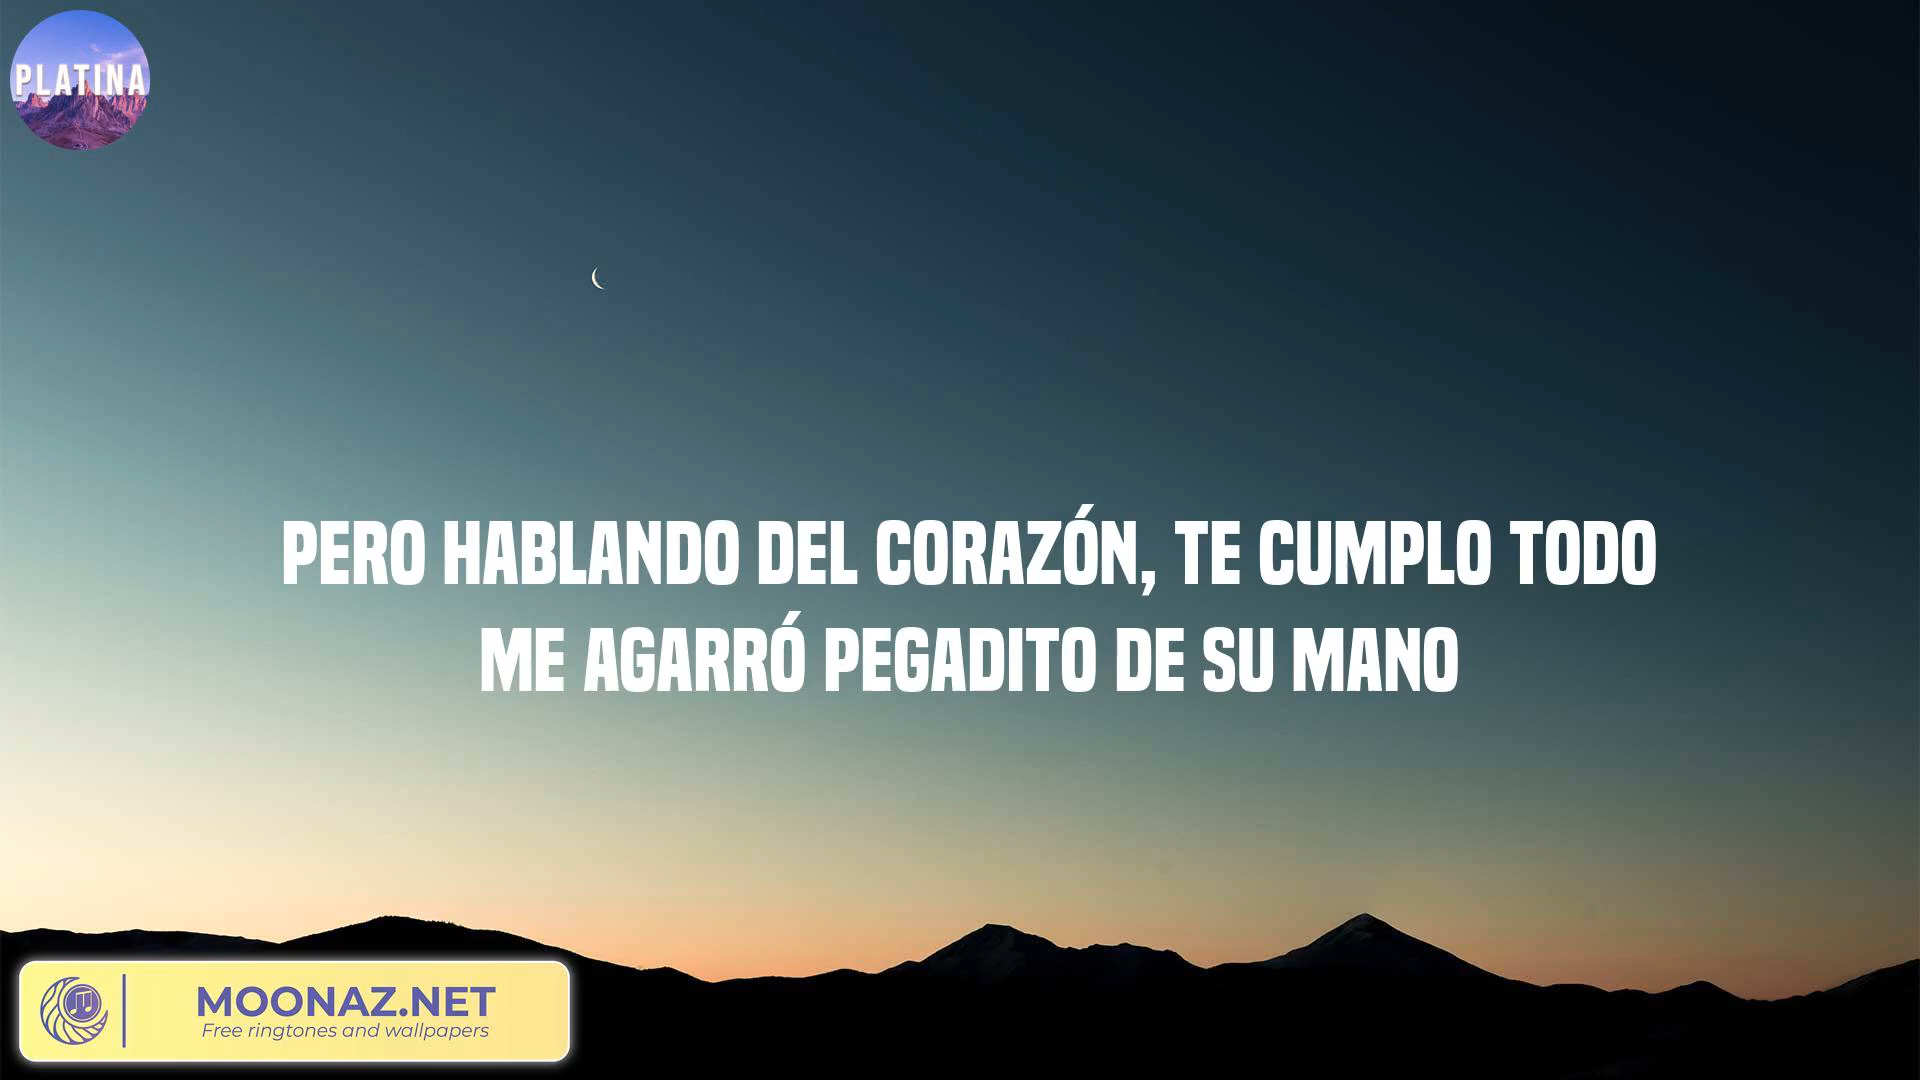 PLATINA
PERO HABLANDO DEL CORAZÓN, TE CUMPLO TODO
ME AGARRÓ PEGADITO DE SU MANO
MOONAZ.NET
Free ringtones and wallpapers